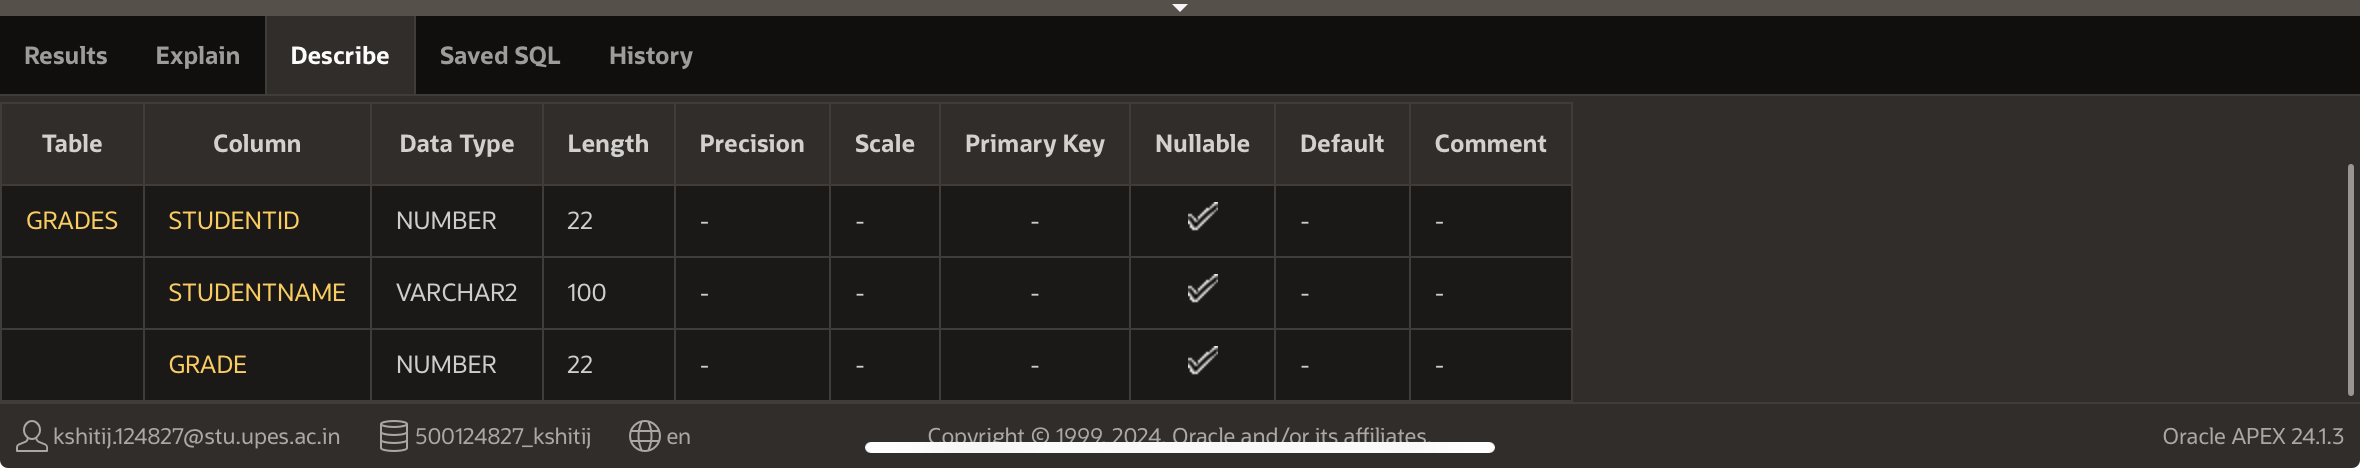 Results Explain Describe Saved SQL History
Table Column Data Type Length Precision Scale Primary Key Nullable Default Comment
GRADES STUDENTID NUMBER 22 - - - - -
STUDENTNAME VARCHAR2 100 - - - - -
GRADE NUMBER 22 - - - - -
kshitij.124827@stu.upes.ac.in 500124827_kshitij en Copyright © 1999, 2024, Oracle and/or its affiliates. Oracle APEX 24.1.3